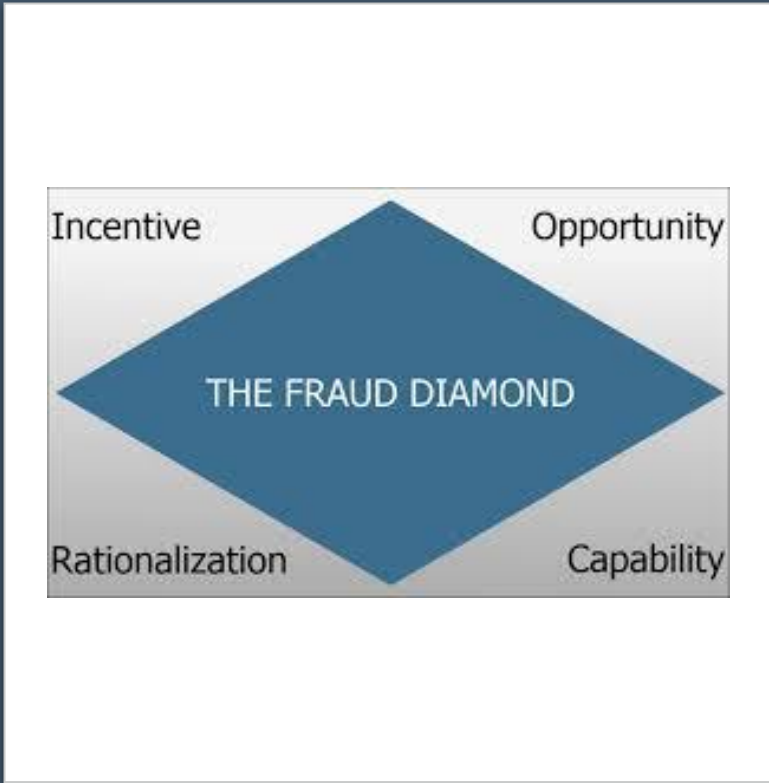 Incentive
Opportunity
THE FRAUD DIAMOND
Rationalization
Capability